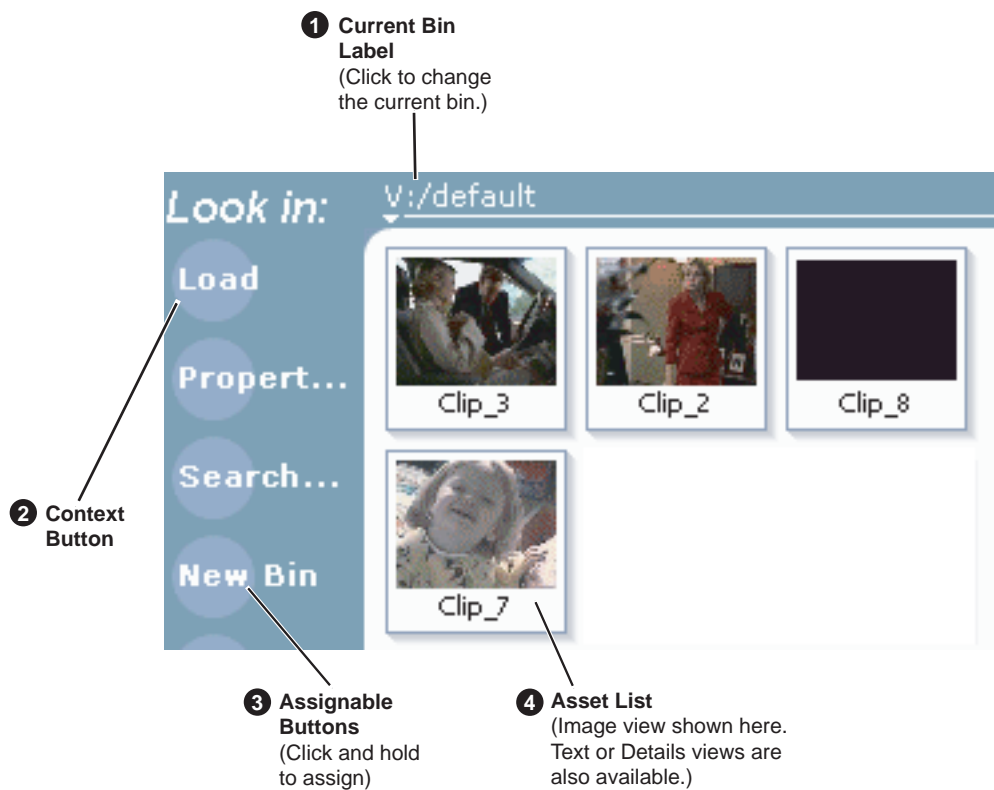 1 Current Bin
Label
(Click to change
the current bin.)
Look in:
V:/default
Load
Propert...
Search...
New Bin
Clip_3
Clip_2
Clip_8
Clip_7
2 Context
Button
3 Assignable
Buttons
(Click and hold
to assign)
4 Asset List
(Image view shown here.
Text or Details views are
also available.)